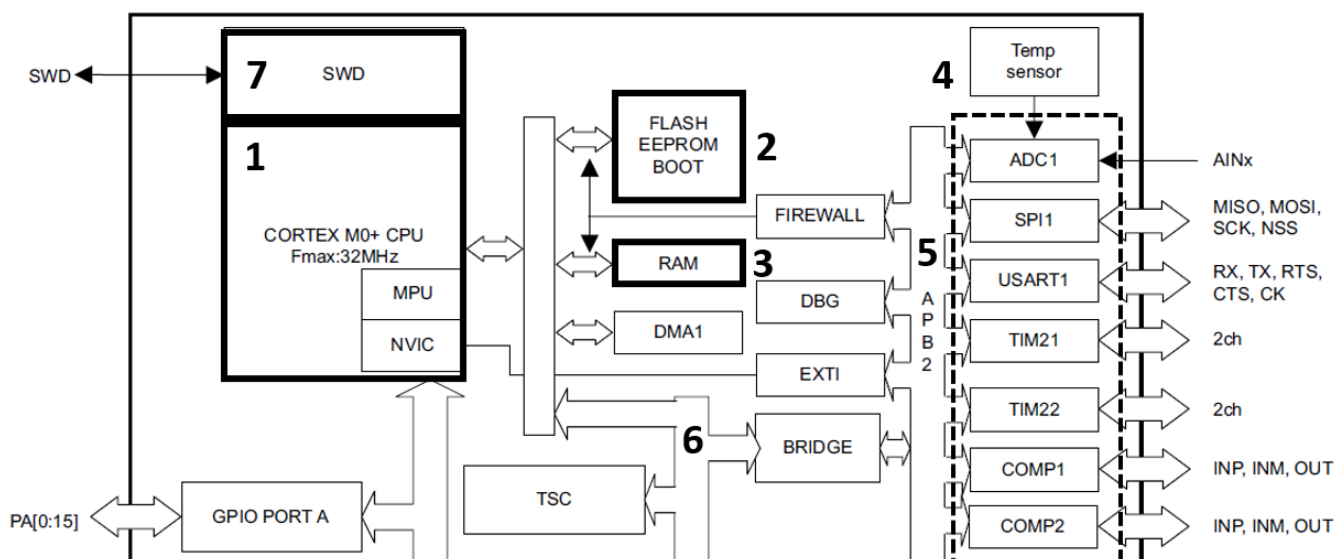 SWD
7
SWD
1
CORTEX M0+ CPU
Fmax:32MHz
MPU
NVIC
FLASH
EEPROM
BOOT
2
RAM
3
DMA1
FIREWALL
DBG
EXTI
6
BRIDGE
5
APB2
4
Temp
sensor
ADC1
AINx
SPI1
MISO, MOSI,
SCK, NSS
USART1
RX, TX, RTS,
CTS, CK
TIM21
2ch
TIM22
2ch
COMP1
INP, INM, OUT
COMP2
INP, INM, OUT
TSC
PA[0:15]
GPIO PORT A